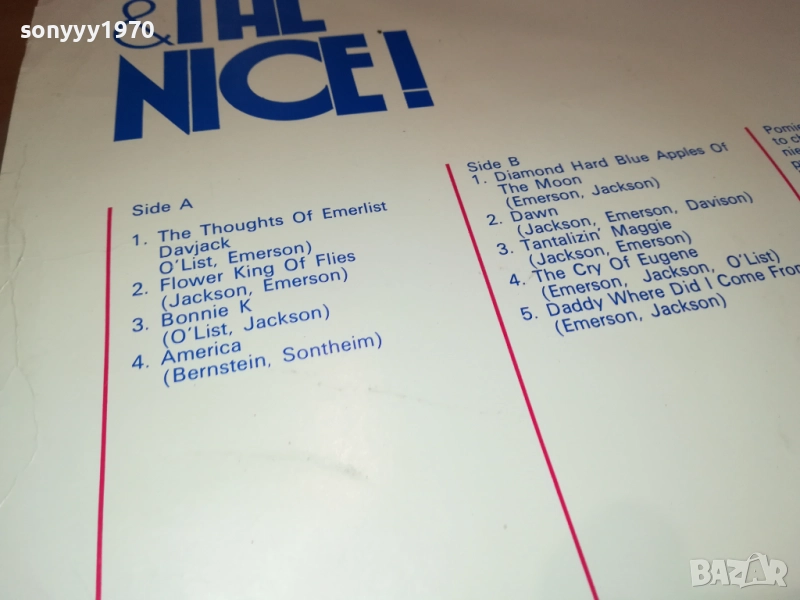 sonyyy1970
& THE
NICE!
Side A
1. The Thoughts Of Emerlist
Davjack
O'List, Emerson)
2. Flower King Of Flies
(Jackson, Emerson)
3. Bonnie K
(O'List, Jackson)
4. America
(Bernstein, Sontheim)
Side B
1. Diamond Hard Blue Apples Of
The Moon
(Emerson, Jackson)
2. Dawn
(Jackson, Emerson, Davison)
3. Tantalizin' Maggie
(Jackson, Emerson)
4. The Cry Of Eugene
(Emerson, Jackson, O'List)
5. Daddy Where Did I Come From
(Emerson, Jackson)
to
BAZAR